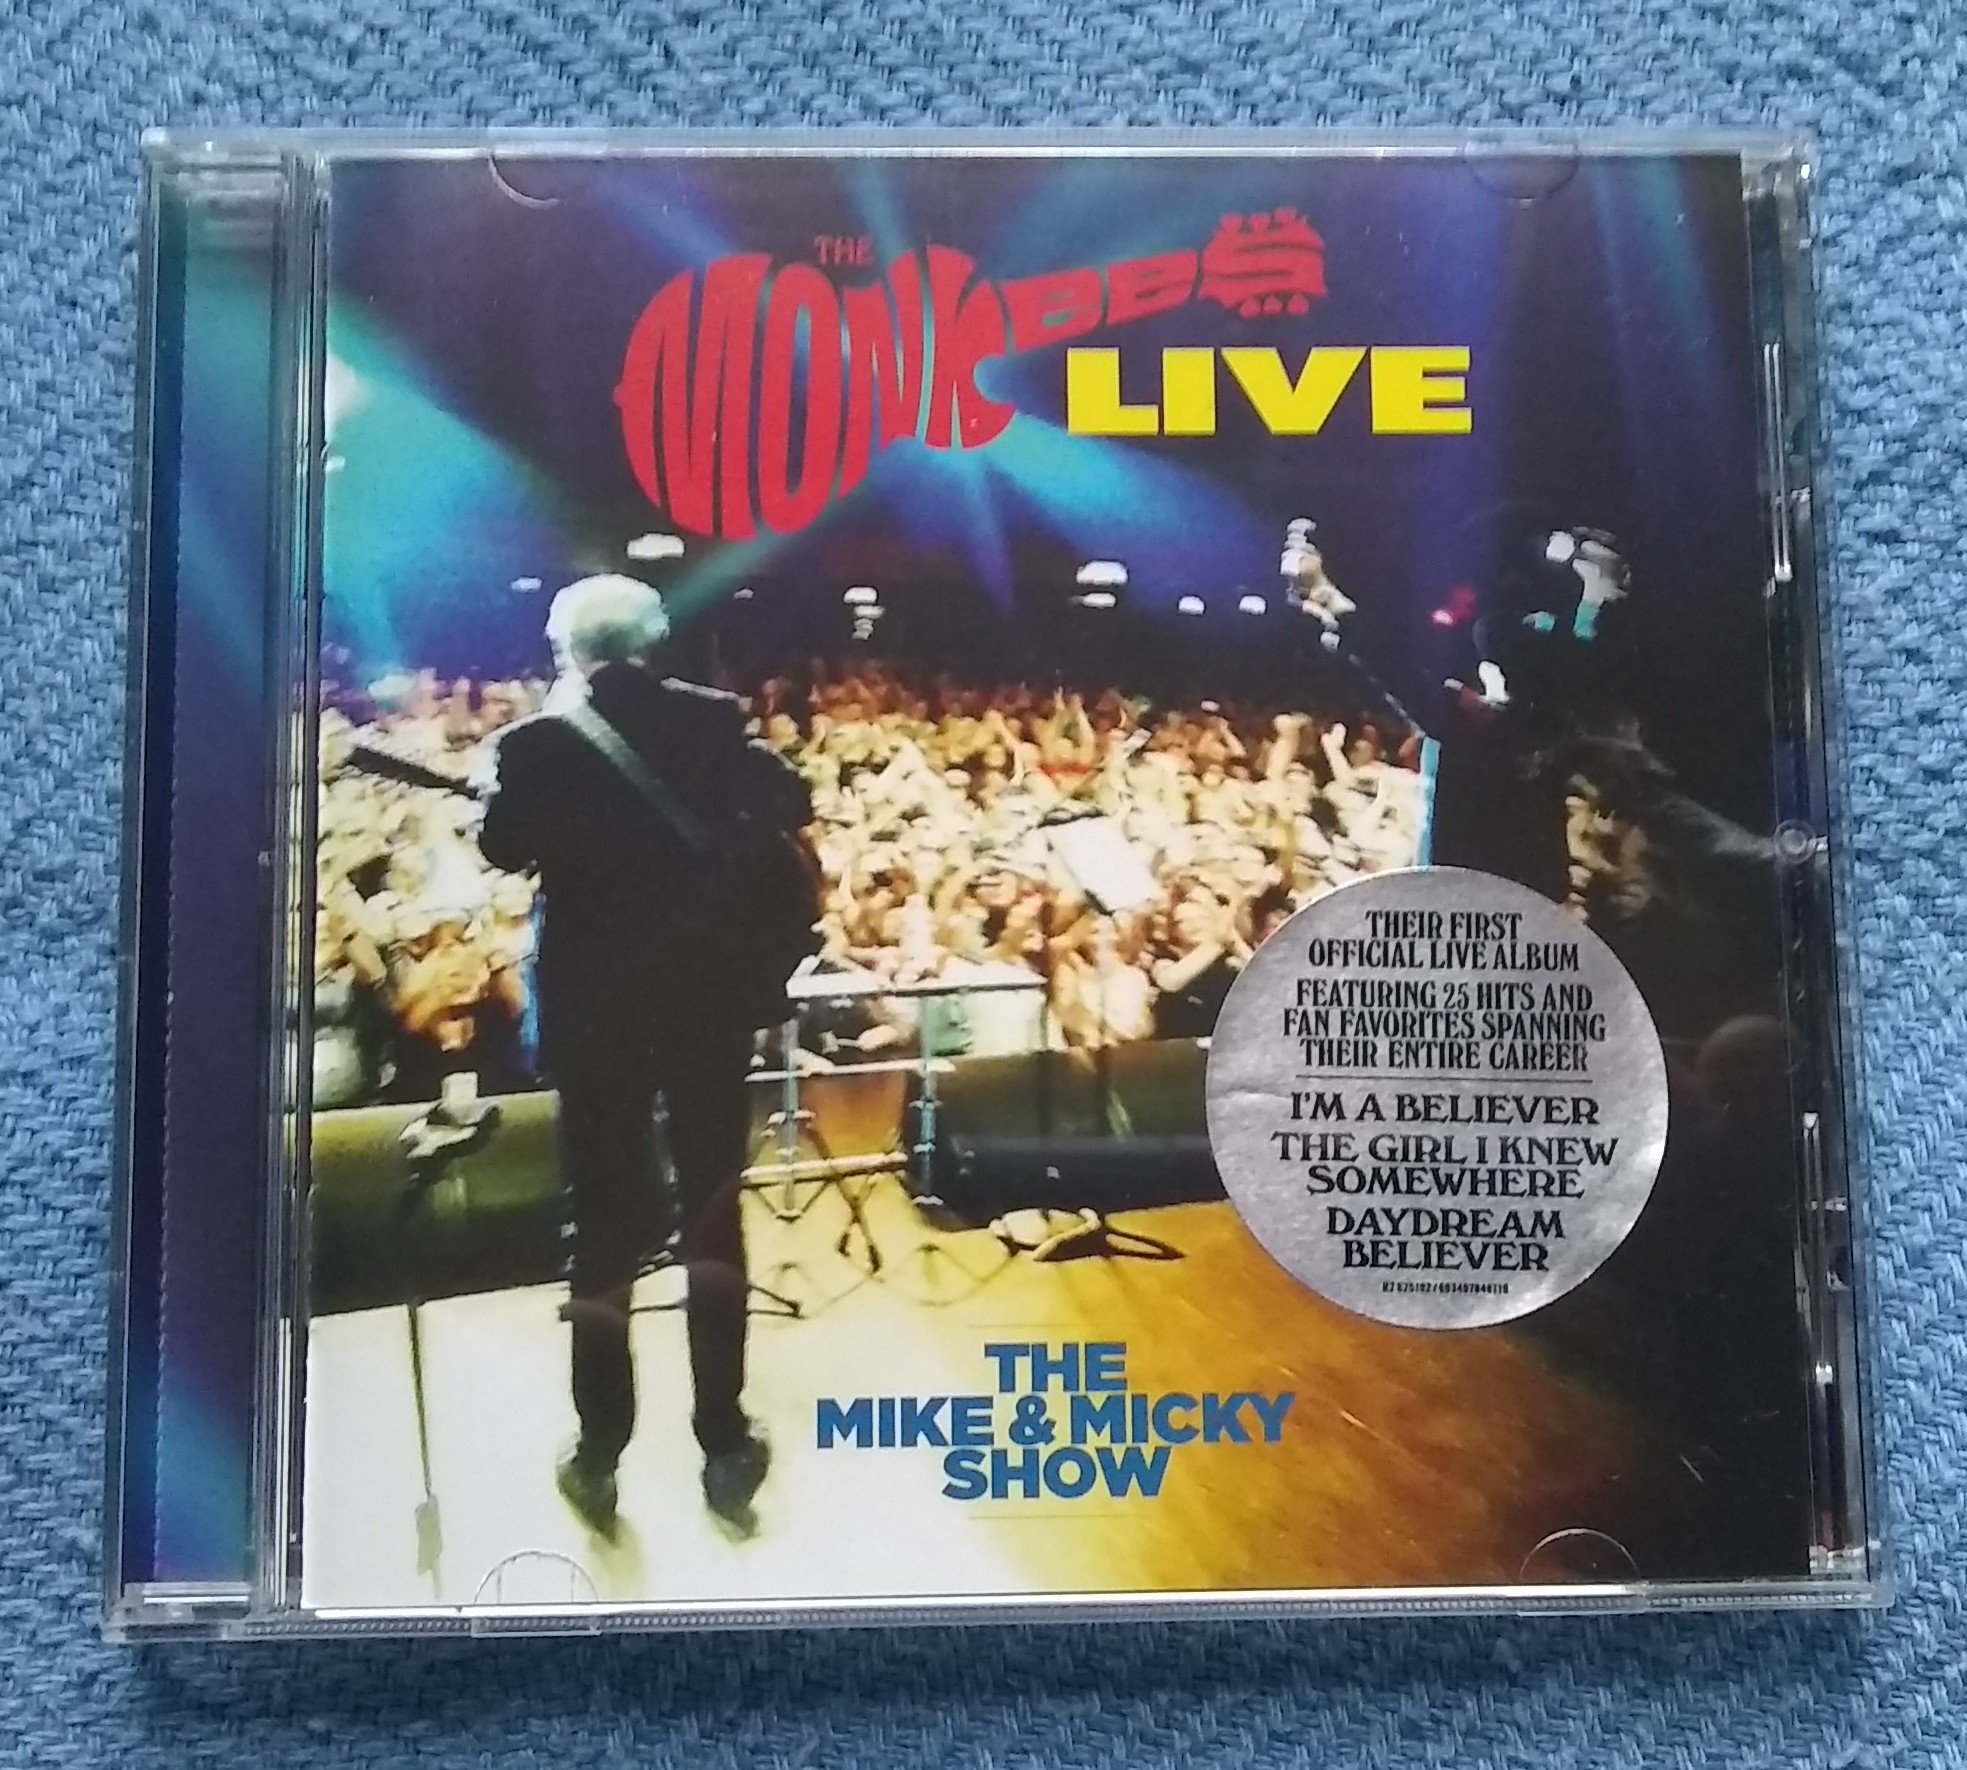 THE
MONKEES
LIVE
THEIR FIRST
OFFICIAL LIVE ALBUM
FEATURING 25 HITS AND
FAN FAVORITES SPANNING
THEIR ENTIRE CAREER
I'M A BELIEVER
THE GIRL I KNEW
SOMEWHERE
DAYDREAM
BELIEVER
THE
MIKE & MICKY
SHOW